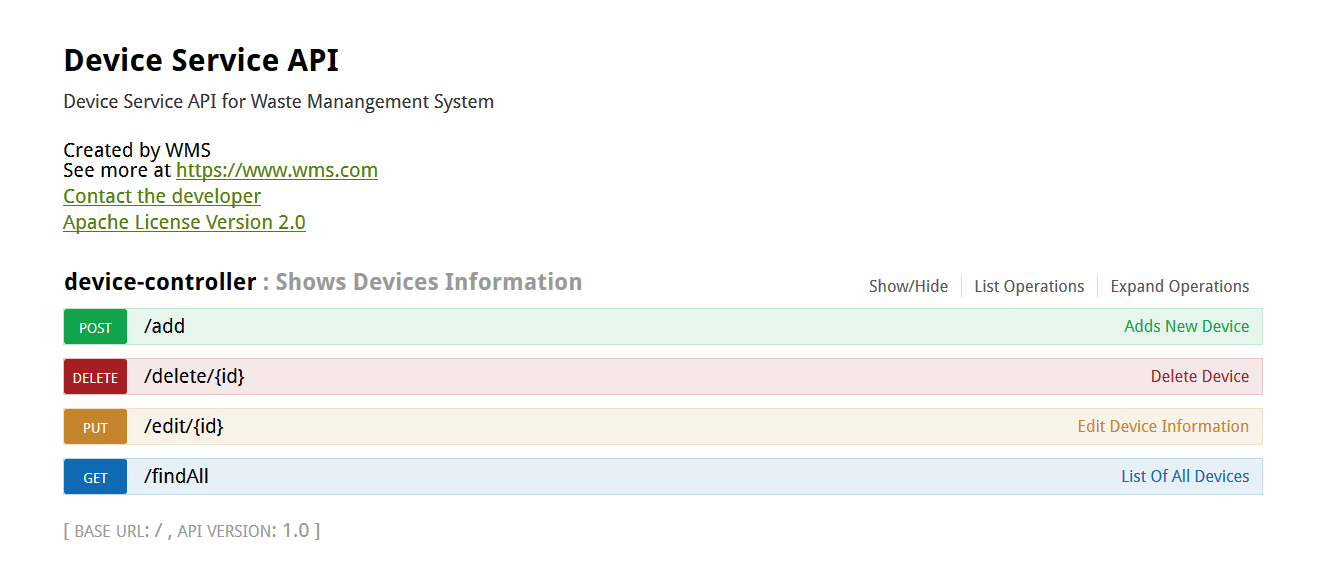 Device Service API
Device Service API for Waste Manangement System
Created by WMS
See more at https://www.wms.com
Contact the developer
Apache License Version 2.0
device-controller : Shows Devices Information Show/Hide List Operations Expand Operations
POST /add Adds New Device
DELETE /delete/{id} Delete Device
PUT /edit/{id} Edit Device Information
GET /findAll List Of All Devices
[ BASE URL: / , API VERSION: 1.0 ]